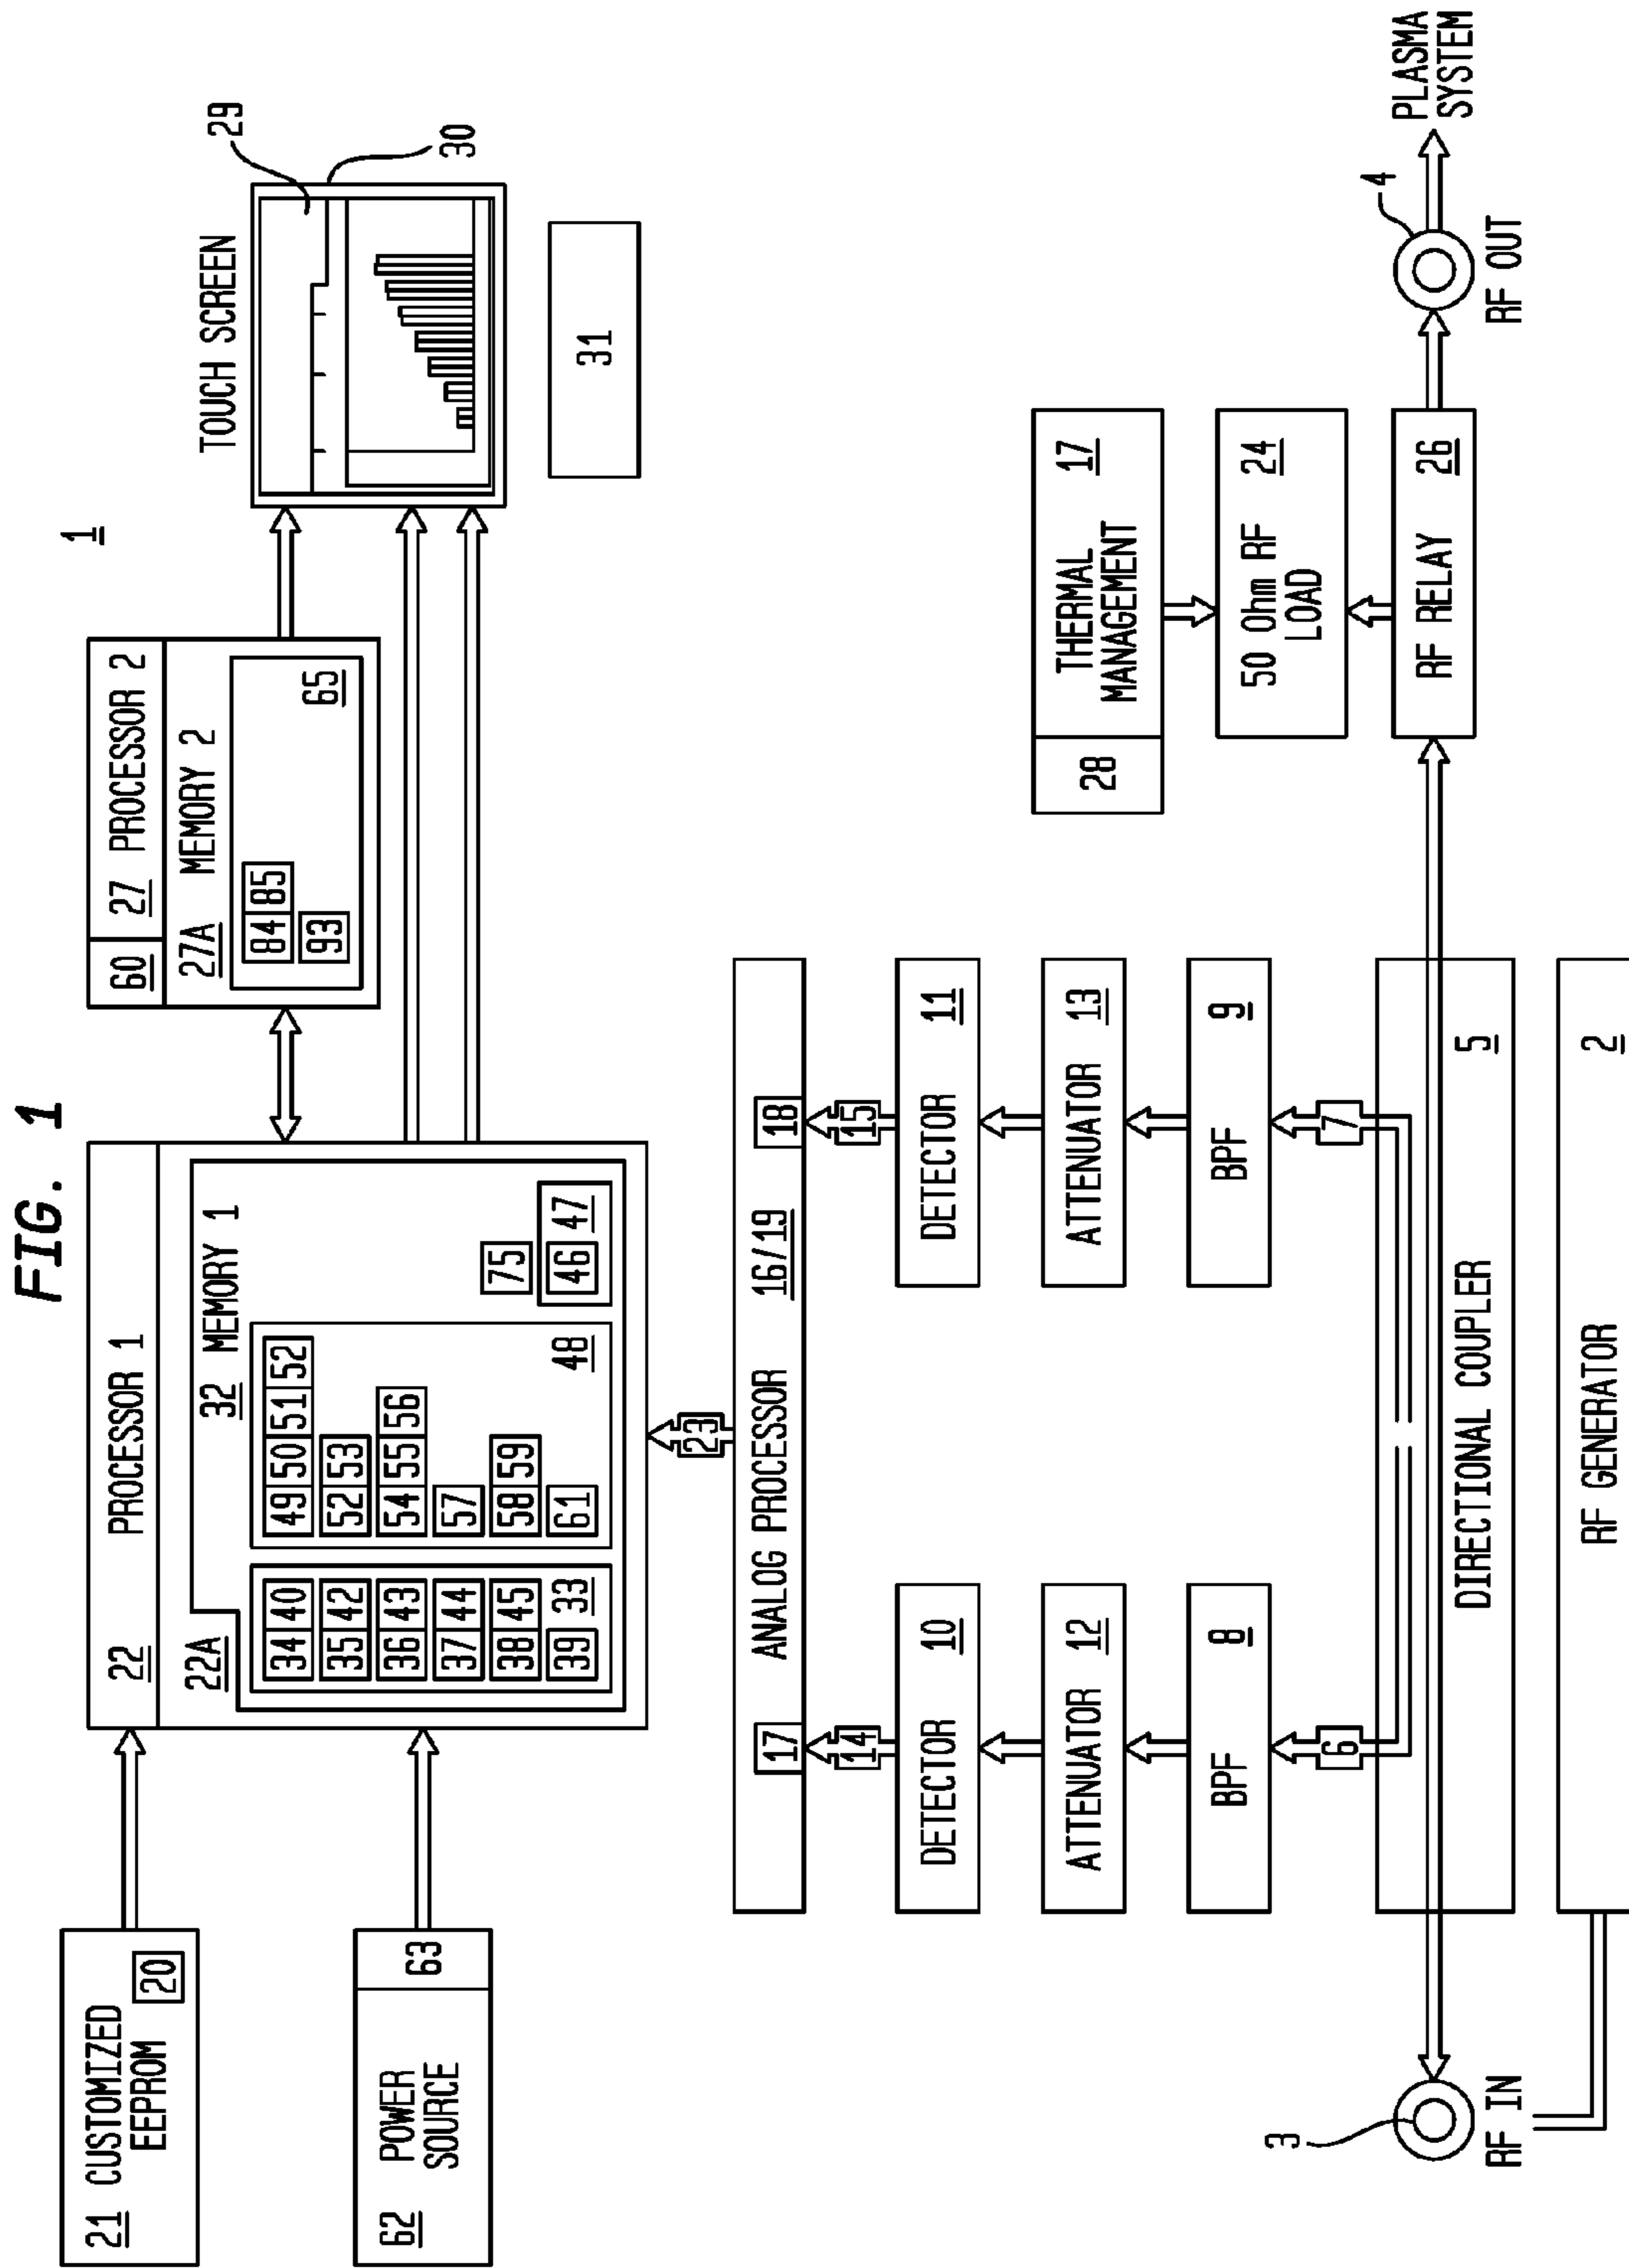 FIG. 1
1
21 CUSTOMIZED
EEPROM 20
62 POWER
SOURCE 63
22 PROCESSOR 1
22A 32 MEMORY 1
34 40
35 42
36 43
37 44
38 45
39 33
49 50 51 52
52 53
54 55 56
57
58 59
61 48
75
46 47
60 27 PROCESSOR 2
27A MEMORY 2
84 85
93
65
TOUCH SCREEN
29
30
31
23
17 ANALOG PROCESSOR 16/19 18
14
15
DETECTOR 10
DETECTOR 11
ATTENUATOR 12
ATTENUATOR 13
BPF 8
BPF 9
6
7
DIRECTIONAL COUPLER 5
RF GENERATOR 2
3
RF IN
28 THERMAL
MANAGEMENT 17
50 Ohm RF
LOAD 24
RF RELAY 26
4
RF OUT
PLASMA
SYSTEM